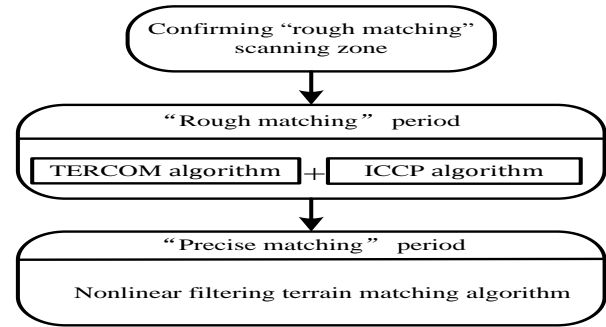 Confirming “rough matching”
scanning zone
“Rough matching” period
TERCOM algorithm + ICCP algorithm
“Precise matching” period
Nonlinear filtering terrain matching algorithm